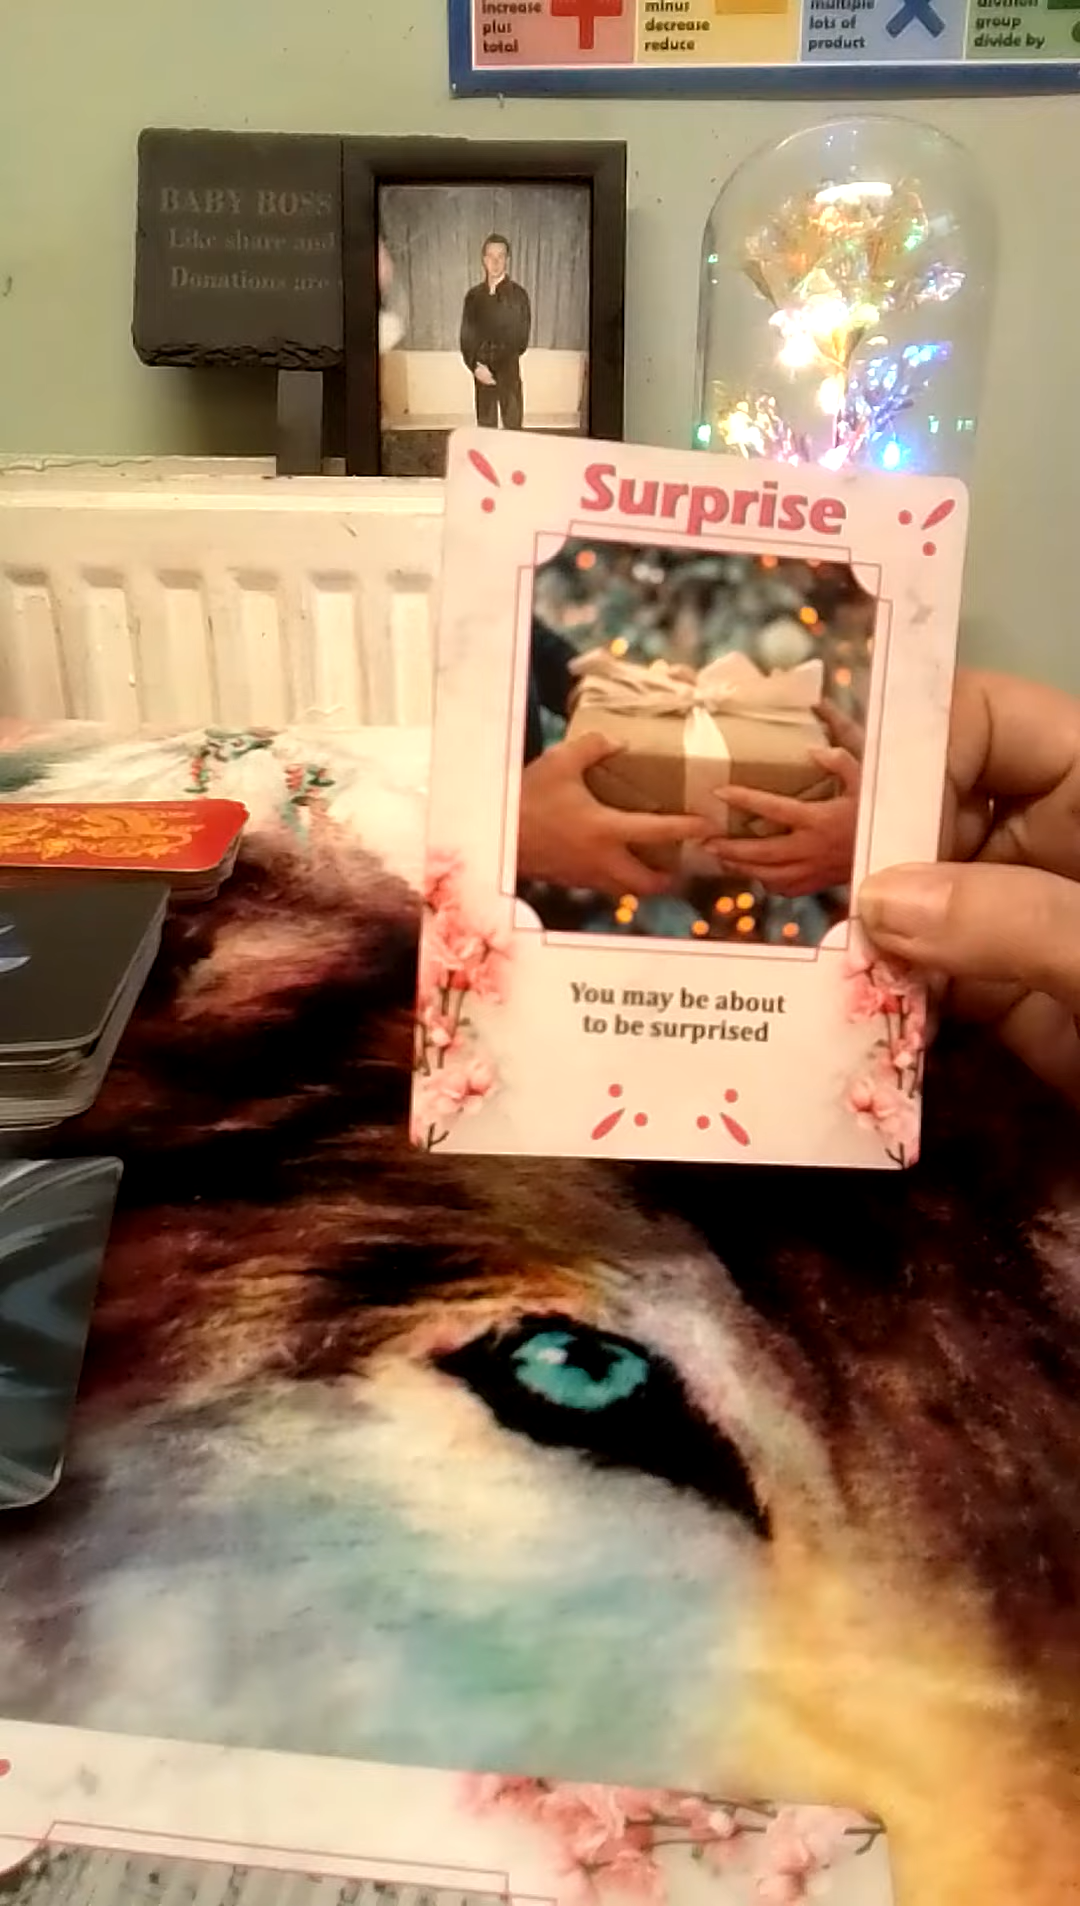 increase
plus
total
minus
decrease
reduce
multiple
lots of
product
division
group
divide by
BABY BOSS
Like share and
Donations are
Surprise
You may be about
to be surprised